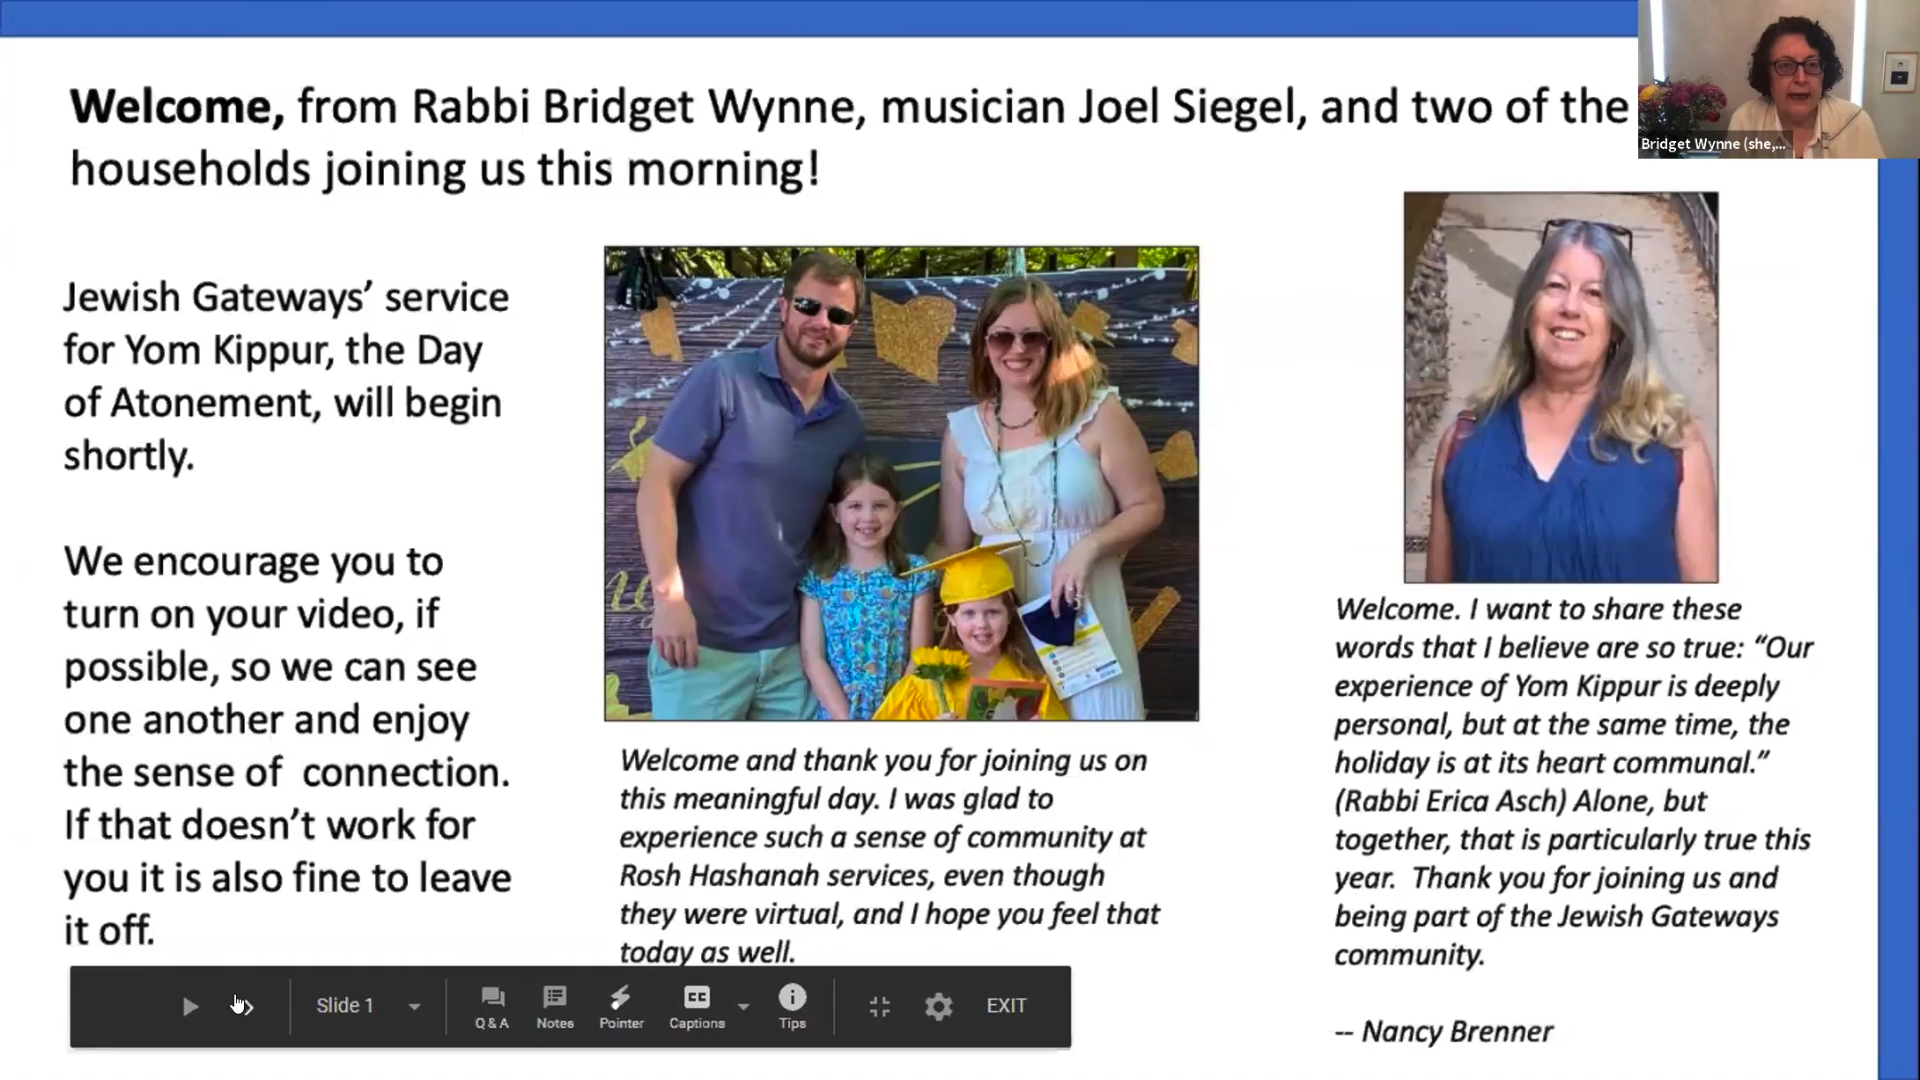 Welcome, from Rabbi Bridget Wynne, musician Joel Siegel, and two of the
households joining us this morning!
Bridget Wynne (she,...
Jewish Gateways’ service
for Yom Kippur, the Day
of Atonement, will begin
shortly.
We encourage you to
turn on your video, if
possible, so we can see
one another and enjoy
the sense of connection.
If that doesn’t work for
you it is also fine to leave
it off.
Welcome and thank you for joining us on
this meaningful day. I was glad to
experience such a sense of community at
Rosh Hashanah services, even though
they were virtual, and I hope you feel that
today as well.
Welcome. I want to share these
words that I believe are so true: “Our
experience of Yom Kippur is deeply
personal, but at the same time, the
holiday is at its heart communal.”
(Rabbi Erica Asch) Alone, but
together, that is particularly true this
year. Thank you for joining us and
being part of the Jewish Gateways
community.
-- Nancy Brenner
Slide 1
Q & A
Notes
Pointer
CC
Captions
Tips
EXIT